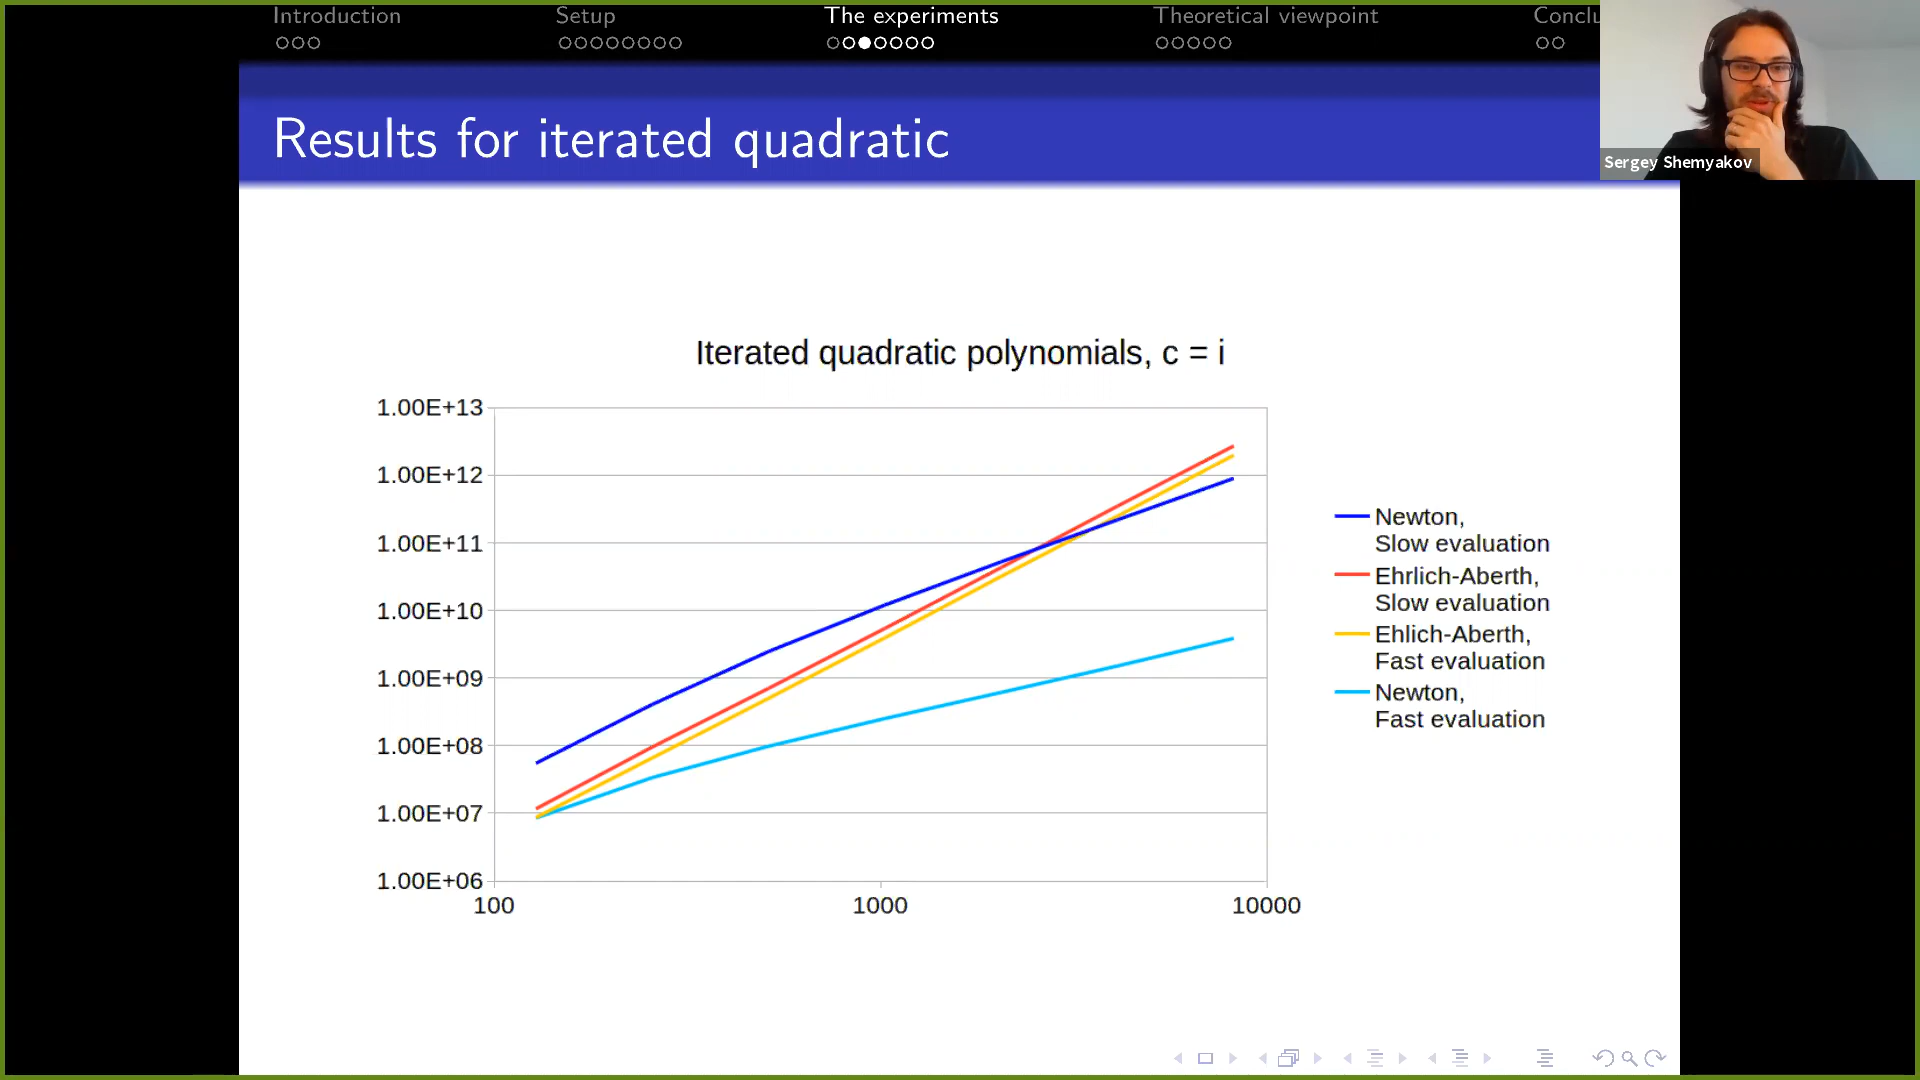 Introduction
Setup
The experiments
Theoretical viewpoint
Conclu
Sergey Shemyakov
Results for iterated quadratic
Iterated quadratic polynomials, c = i
1.00E+13
1.00E+12
1.00E+11
1.00E+10
1.00E+09
1.00E+08
1.00E+07
1.00E+06
100
1000
10000
Newton,
Slow evaluation
Ehrlich-Aberth,
Slow evaluation
Ehlich-Aberth,
Fast evaluation
Newton,
Fast evaluation